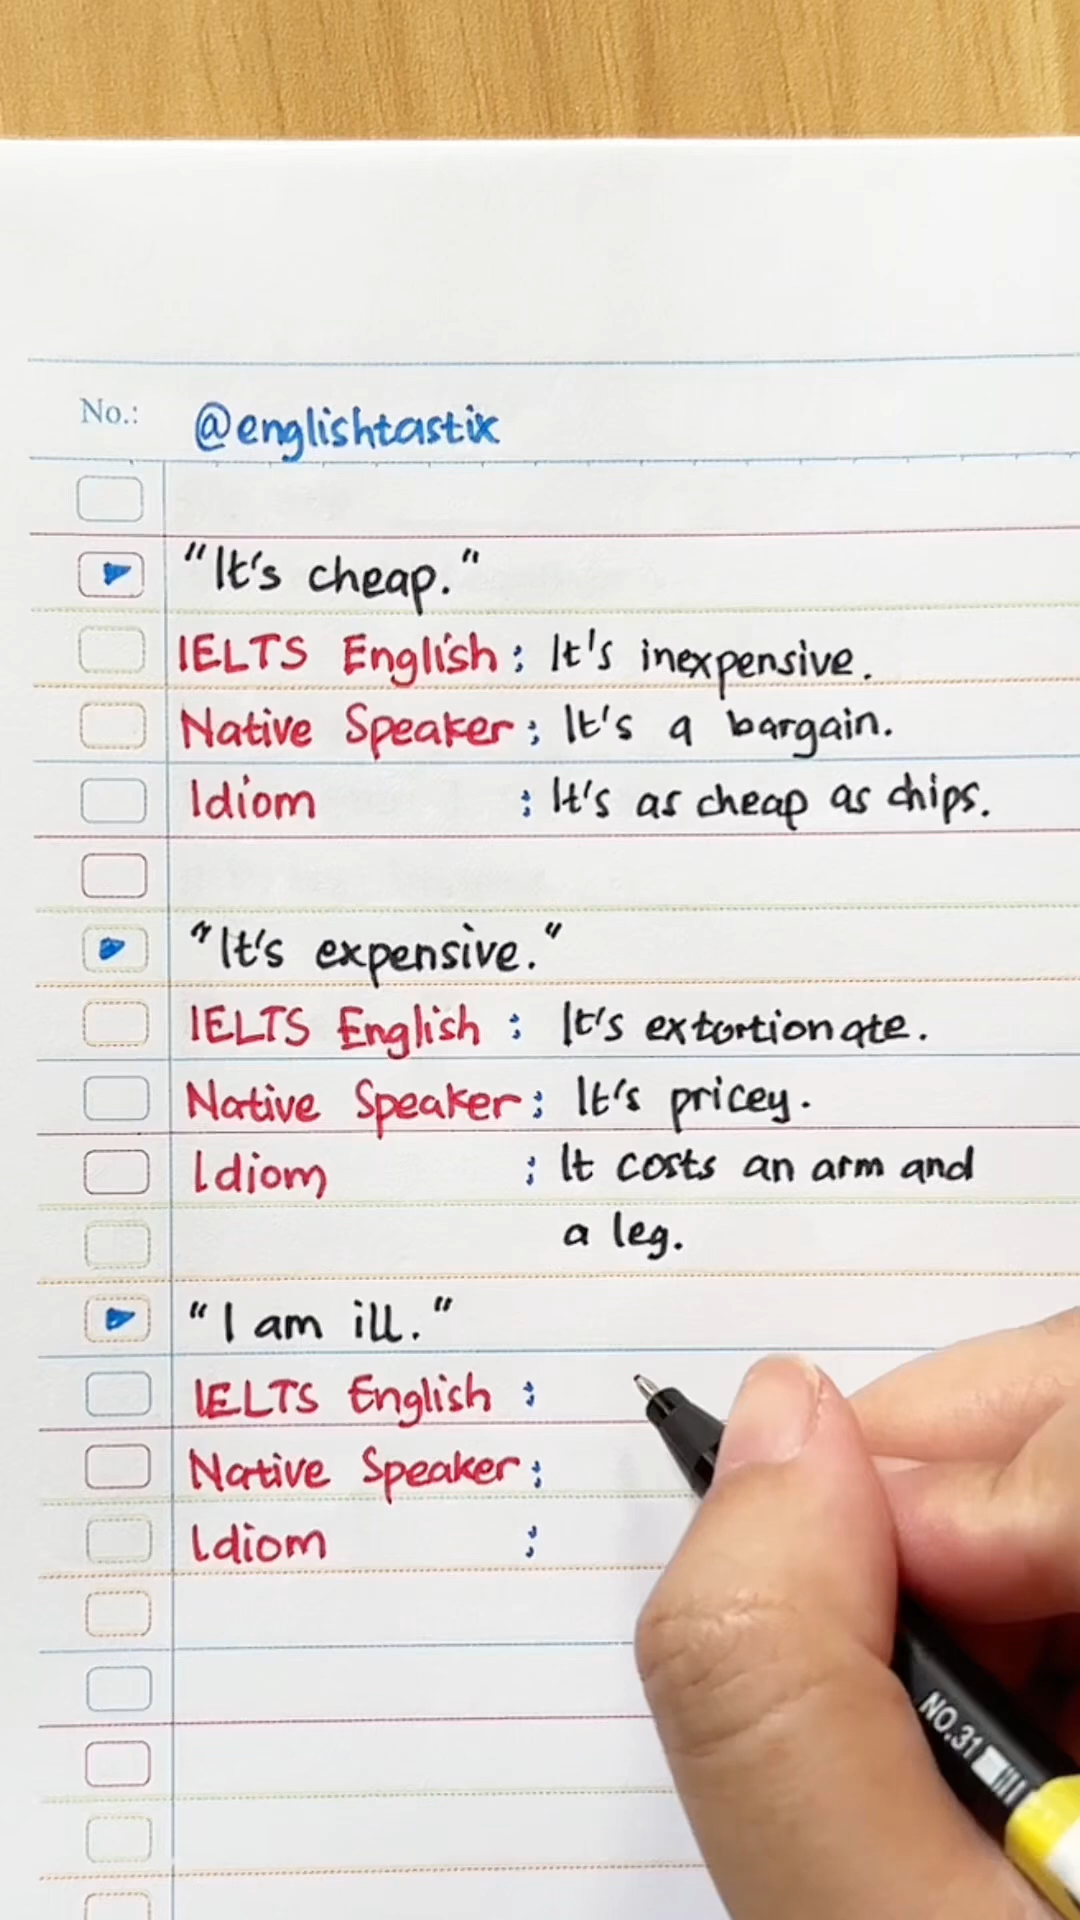 No.: @englishtastix
"It's cheap."
IELTS English : It's inexpensive.
Native Speaker : It's a bargain.
Idiom : It's as cheap as chips.
"It's expensive."
IELTS English : It's extortionate.
Native Speaker : It's pricey.
Idiom : It costs an arm and
a leg.
"I am ill."
IELTS English :
Native Speaker :
Idiom :
NO.31